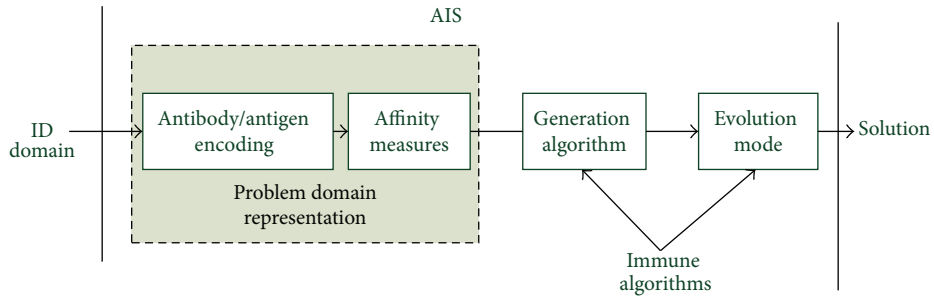 AIS
ID
domain
Antibody/antigen
encoding
Affinity
measures
Problem domain
representation
Generation
algorithm
Evolution
mode
Solution
Immune
algorithms